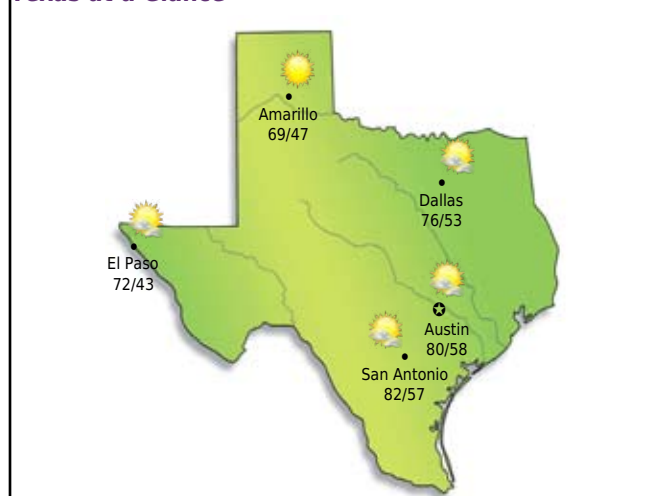 Amarillo
69/47
Dallas
76/53
El Paso
72/43
Austin
80/58
San Antonio
82/57